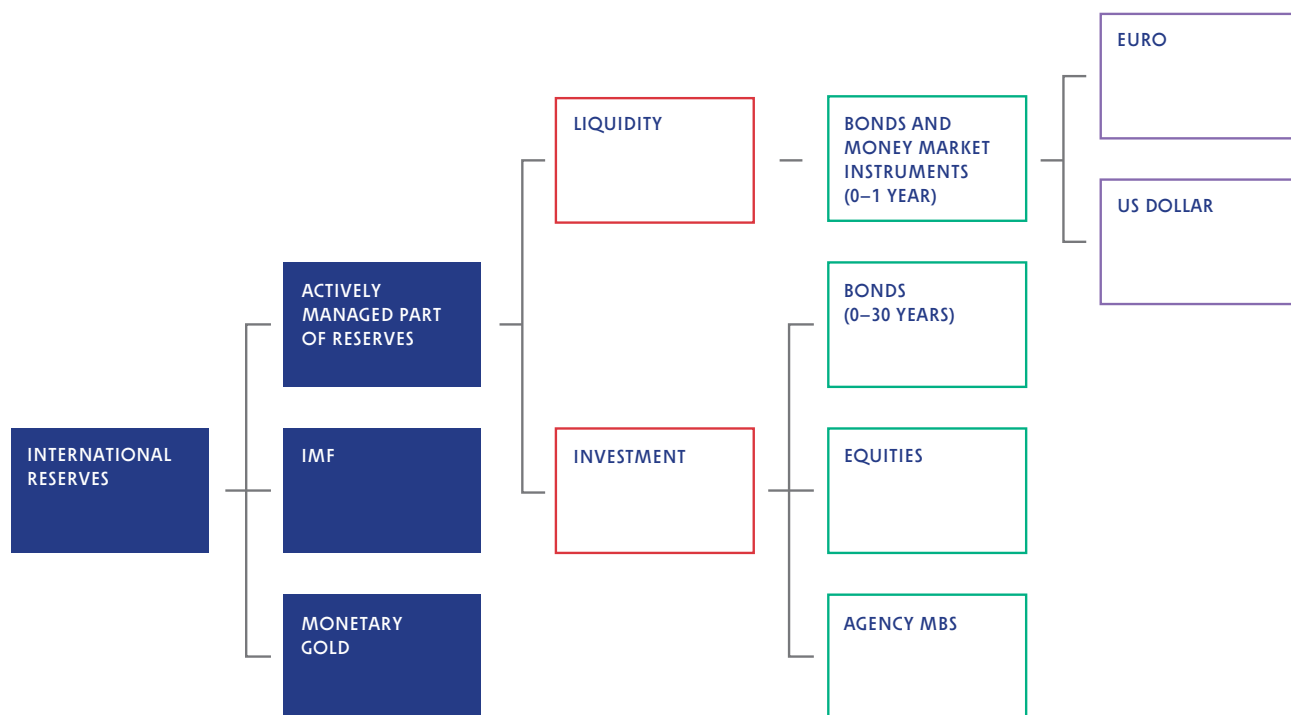 INTERNATIONAL
RESERVES
ACTIVELY
MANAGED PART
OF RESERVES
IMF
MONETARY
GOLD
LIQUIDITY
INVESTMENT
BONDS AND
MONEY MARKET
INSTRUMENTS
(0–1 YEAR)
BONDS
(0–30 YEARS)
EQUITIES
AGENCY MBS
EURO
US DOLLAR